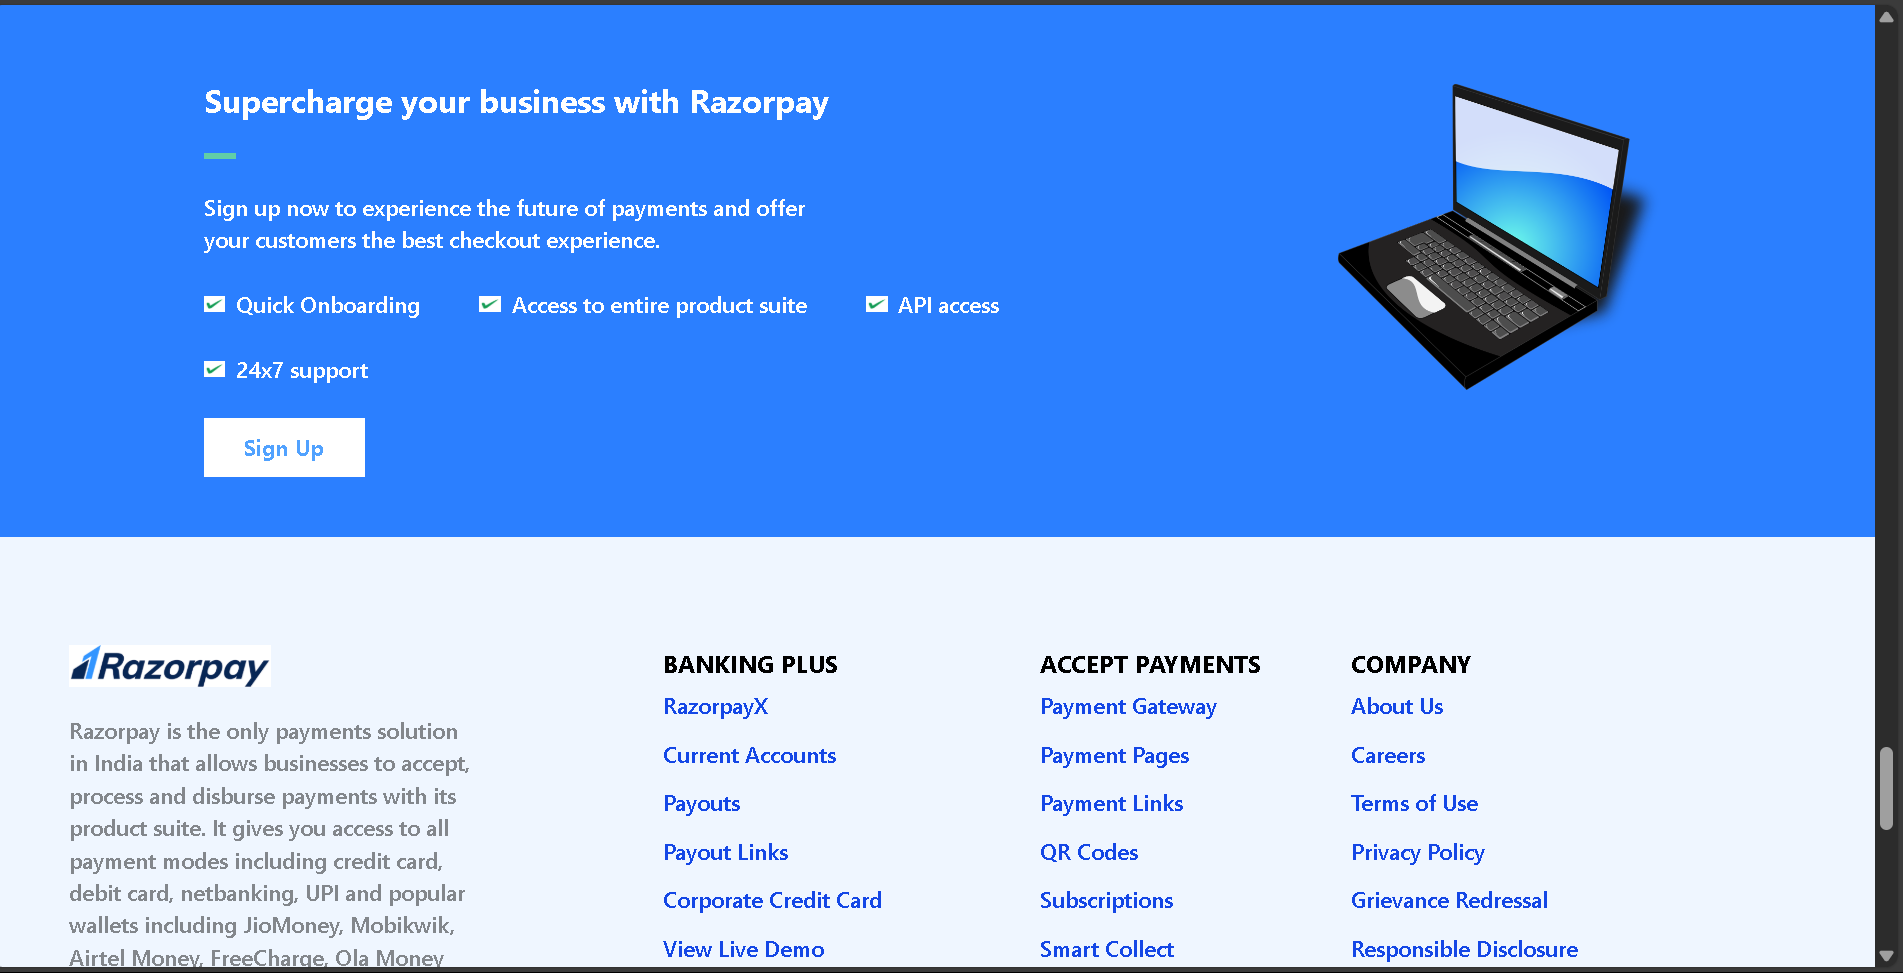 Supercharge your business with Razorpay
Sign up now to experience the future of payments and offer
your customers the best checkout experience.
Quick Onboarding
Access to entire product suite
API access
24x7 support
Sign Up
Razorpay
Razorpay is the only payments solution
in India that allows businesses to accept,
process and disburse payments with its
product suite. It gives you access to all
payment modes including credit card,
debit card, netbanking, UPI and popular
wallets including JioMoney, Mobikwik,
Airtel Money, FreeCharge, Ola Money
BANKING PLUS
RazorpayX
Current Accounts
Payouts
Payout Links
Corporate Credit Card
View Live Demo
ACCEPT PAYMENTS
Payment Gateway
Payment Pages
Payment Links
QR Codes
Subscriptions
Smart Collect
COMPANY
About Us
Careers
Terms of Use
Privacy Policy
Grievance Redressal
Responsible Disclosure